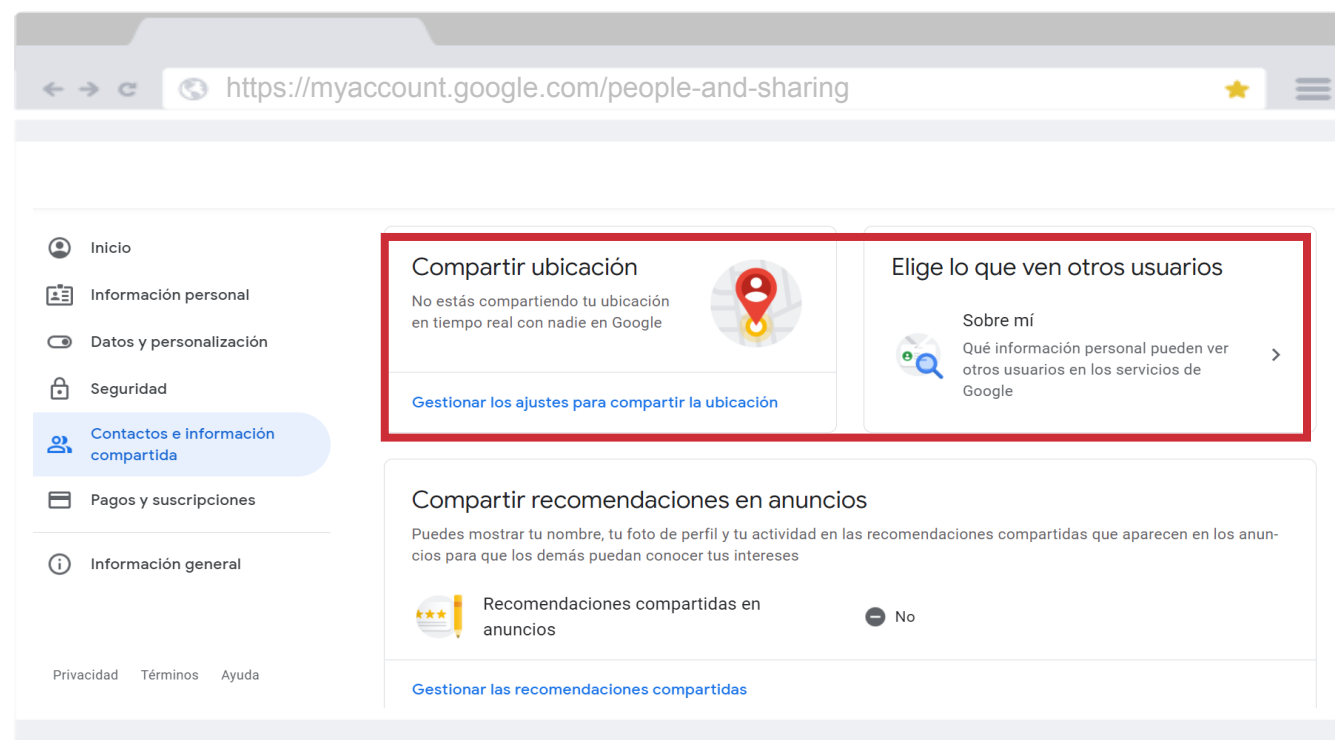 https://myaccount.google.com/people-and-sharing
Inicio
Información personal
Datos y personalización
Seguridad
Contactos e información
compartida
Pagos y suscripciones
Información general
Privacidad Términos Ayuda
Compartir ubicación
No estás compartiendo tu ubicación
en tiempo real con nadie en Google
Gestionar los ajustes para compartir la ubicación
Elige lo que ven otros usuarios
Sobre mí
Qué información personal pueden ver
otros usuarios en los servicios de
Google
Compartir recomendaciones en anuncios
Puedes mostrar tu nombre, tu foto de perfil y tu actividad en las recomendaciones compartidas que aparecen en los anun-
cios para que los demás puedan conocer tus intereses
Recomendaciones compartidas en
anuncios
No
Gestionar las recomendaciones compartidas